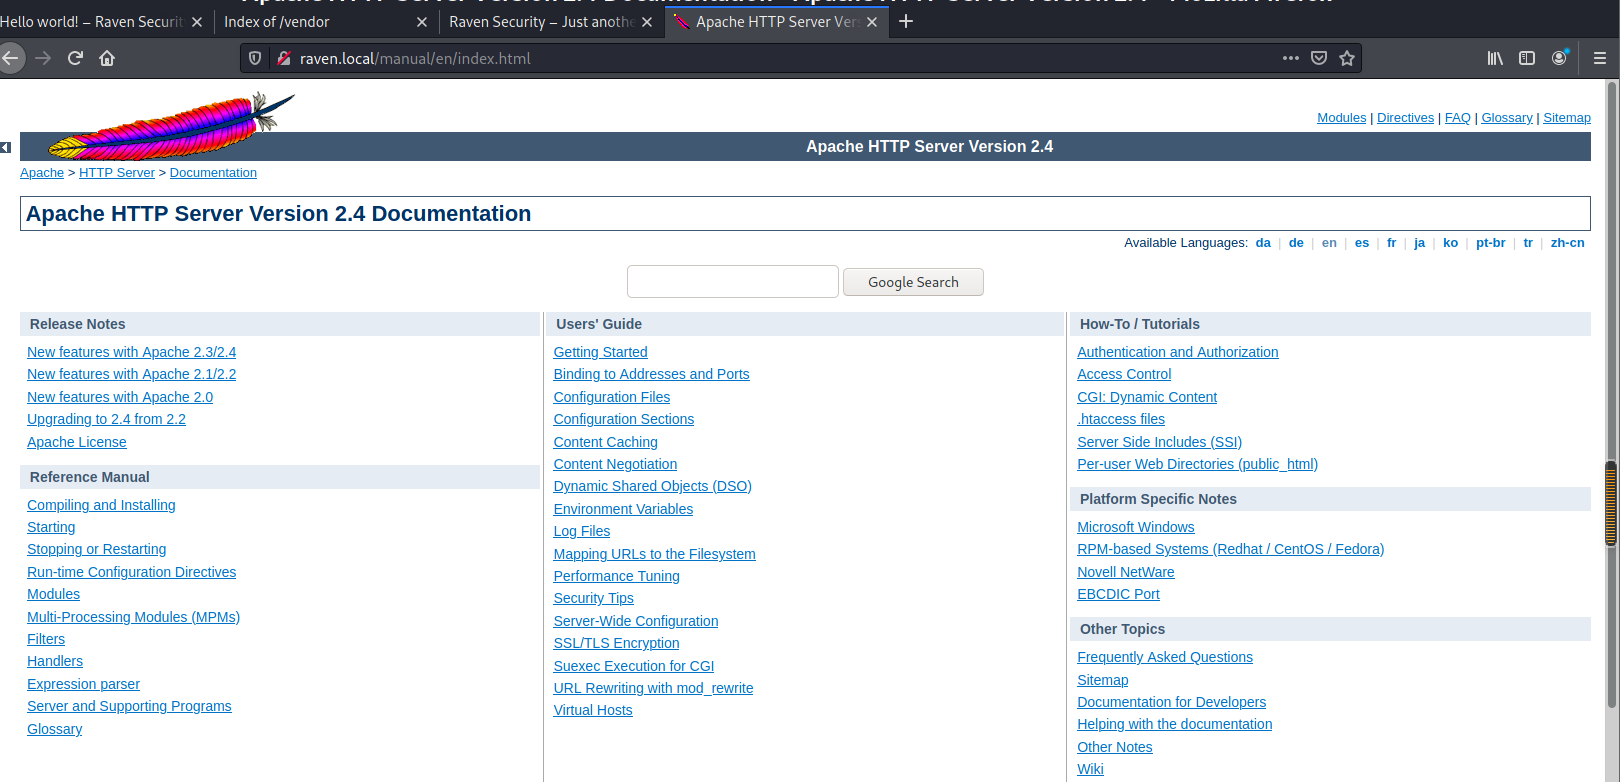 Hello world! – Raven Securit
Index of /vendor
Raven Security – Just anothe
Apache HTTP Server Vers
raven.local/manual/en/index.html
Modules | Directives | FAQ | Glossary | Sitemap
Apache HTTP Server Version 2.4
Apache > HTTP Server > Documentation
Apache HTTP Server Version 2.4 Documentation
Available Languages: da | de | en | es | fr | ja | ko | pt-br | tr | zh-cn
Google Search
Release Notes
New features with Apache 2.3/2.4
New features with Apache 2.1/2.2
New features with Apache 2.0
Upgrading to 2.4 from 2.2
Apache License
Reference Manual
Compiling and Installing
Starting
Stopping or Restarting
Run-time Configuration Directives
Modules
Multi-Processing Modules (MPMs)
Filters
Handlers
Expression parser
Server and Supporting Programs
Glossary
Users' Guide
Getting Started
Binding to Addresses and Ports
Configuration Files
Configuration Sections
Content Caching
Content Negotiation
Dynamic Shared Objects (DSO)
Environment Variables
Log Files
Mapping URLs to the Filesystem
Performance Tuning
Security Tips
Server-Wide Configuration
SSL/TLS Encryption
Suexec Execution for CGI
URL Rewriting with mod_rewrite
Virtual Hosts
How-To / Tutorials
Authentication and Authorization
Access Control
CGI: Dynamic Content
.htaccess files
Server Side Includes (SSI)
Per-user Web Directories (public_html)
Platform Specific Notes
Microsoft Windows
RPM-based Systems (Redhat / CentOS / Fedora)
Novell NetWare
EBCDIC Port
Other Topics
Frequently Asked Questions
Sitemap
Documentation for Developers
Helping with the documentation
Other Notes
Wiki